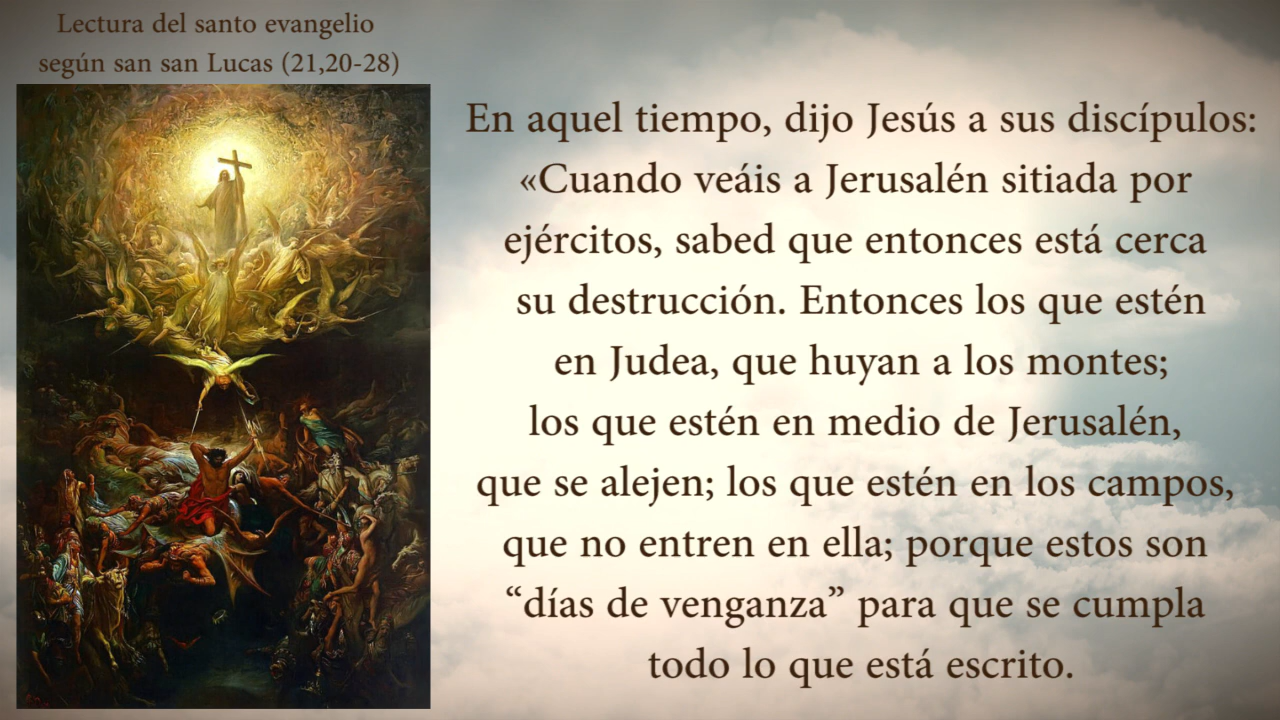 Lectura del santo evangelio
según san san Lucas (21,20-28)
En aquel tiempo, dijo Jesús a sus discípulos:
«Cuando veáis a Jerusalén sitiada por
ejércitos, sabed que entonces está cerca
su destrucción. Entonces los que estén
en Judea, que huyan a los montes;
los que estén en medio de Jerusalén,
que se alejen; los que estén en los campos,
que no entren en ella; porque estos son
“días de venganza” para que se cumpla
todo lo que está escrito.